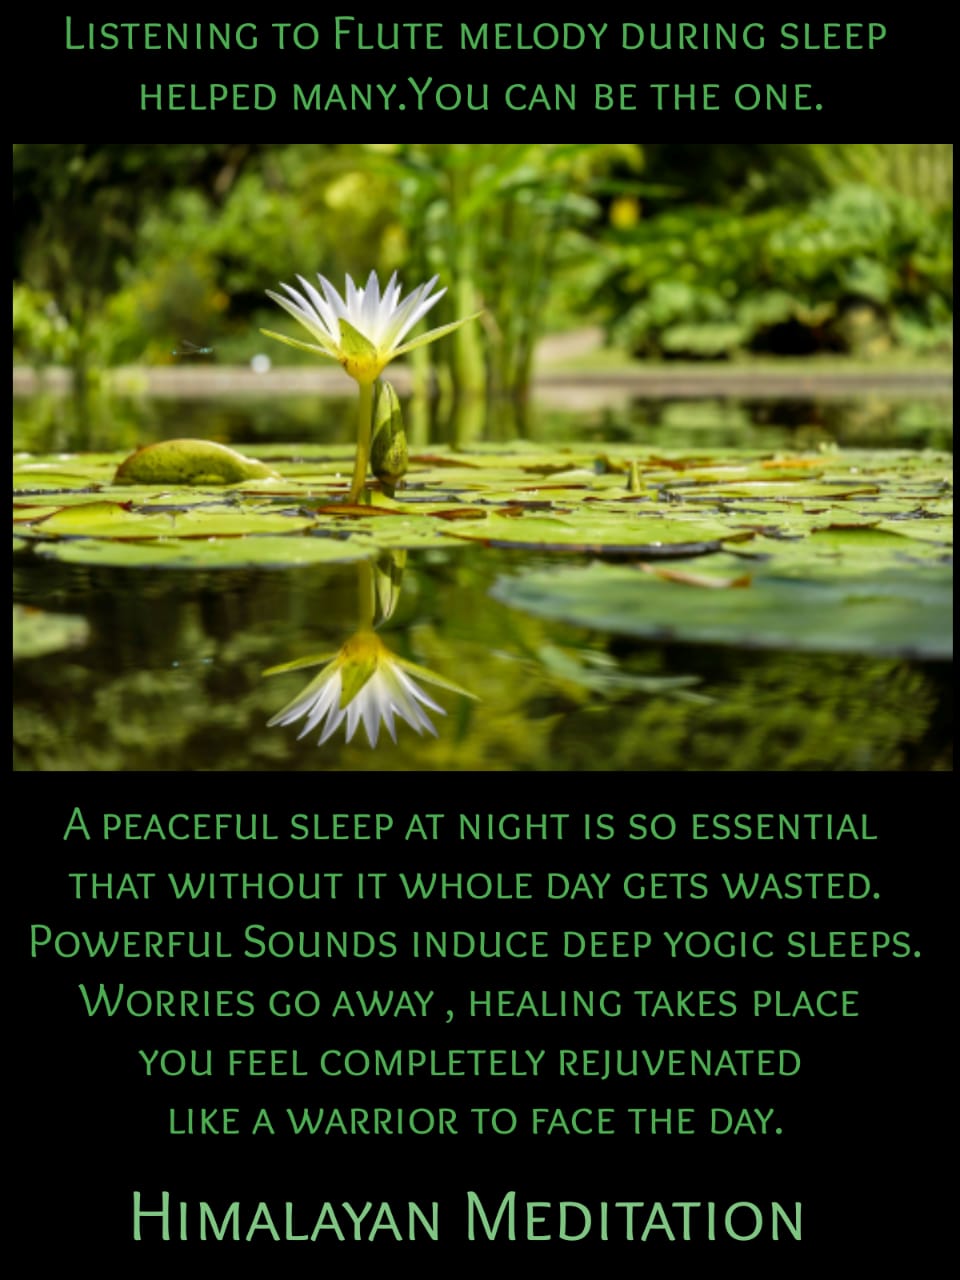 Listening to Flute melody during sleep
helped many.You can be the one.
A peaceful sleep at night is so essential
that without it whole day gets wasted.
Powerful Sounds induce deep yogic sleeps.
Worries go away , healing takes place
you feel completely rejuvenated
like a warrior to face the day.
Himalayan Meditation